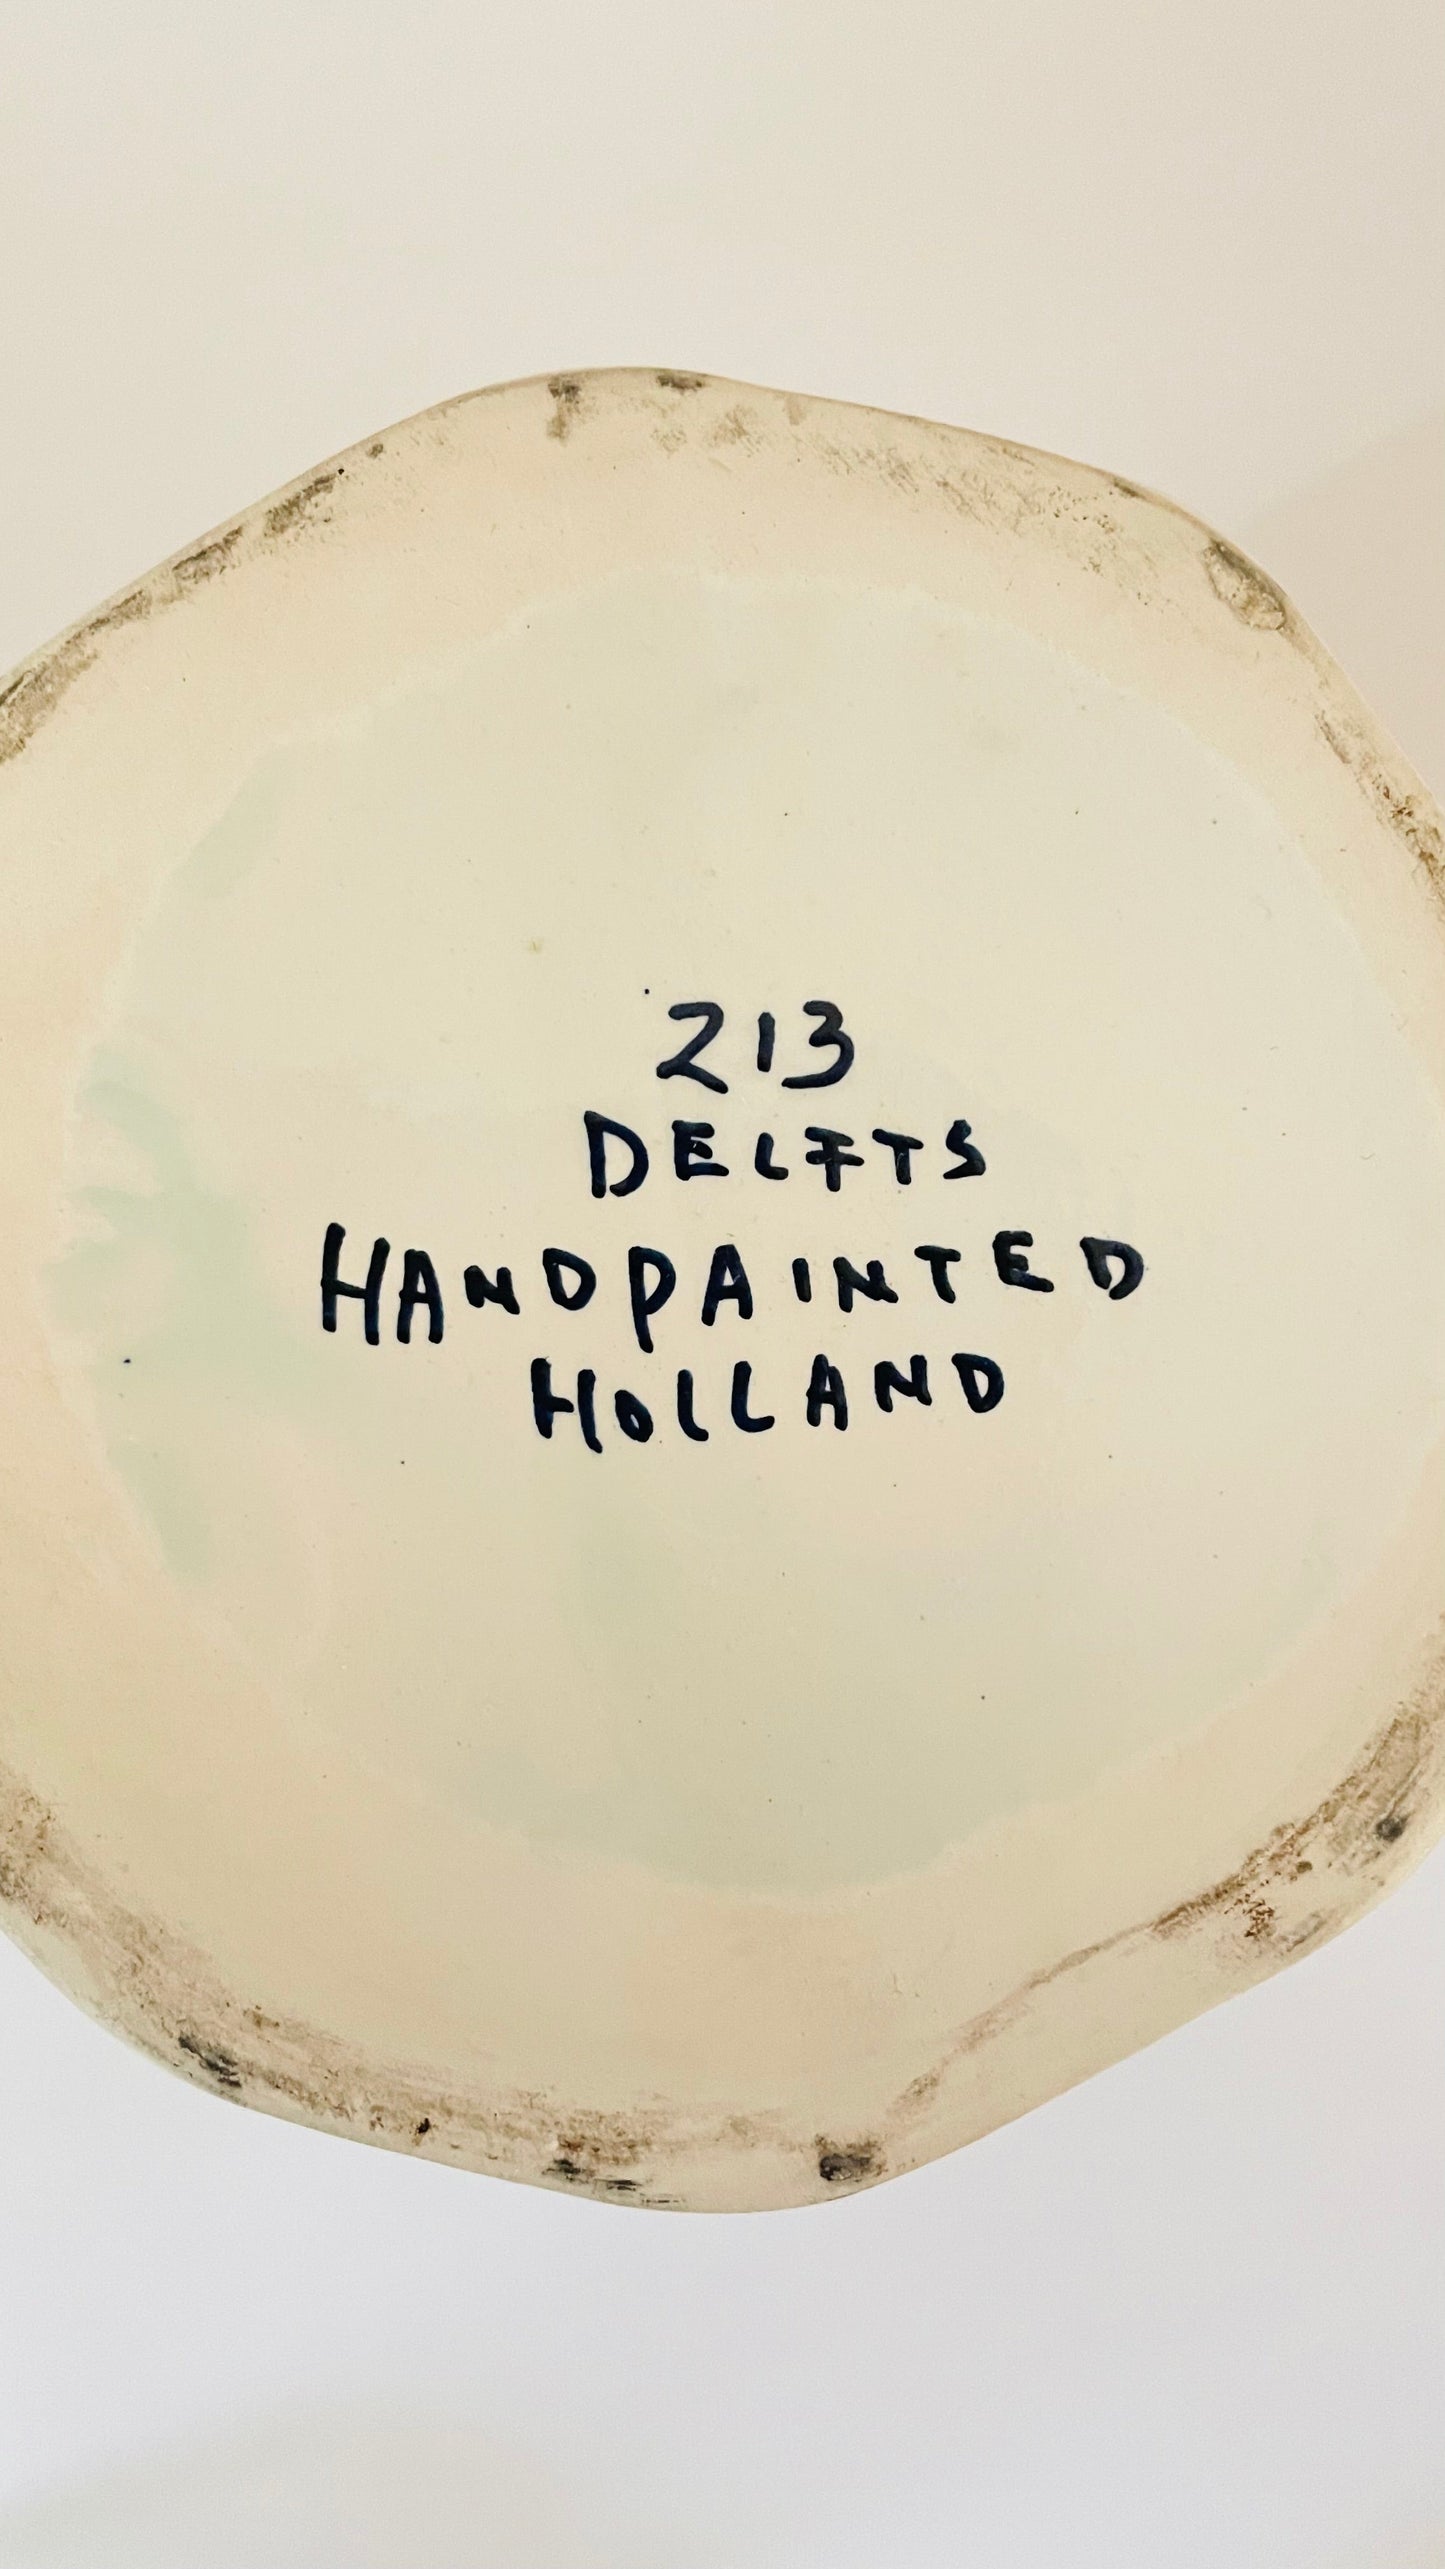 213
DELFTS
HANDPAINTED
HOLLAND